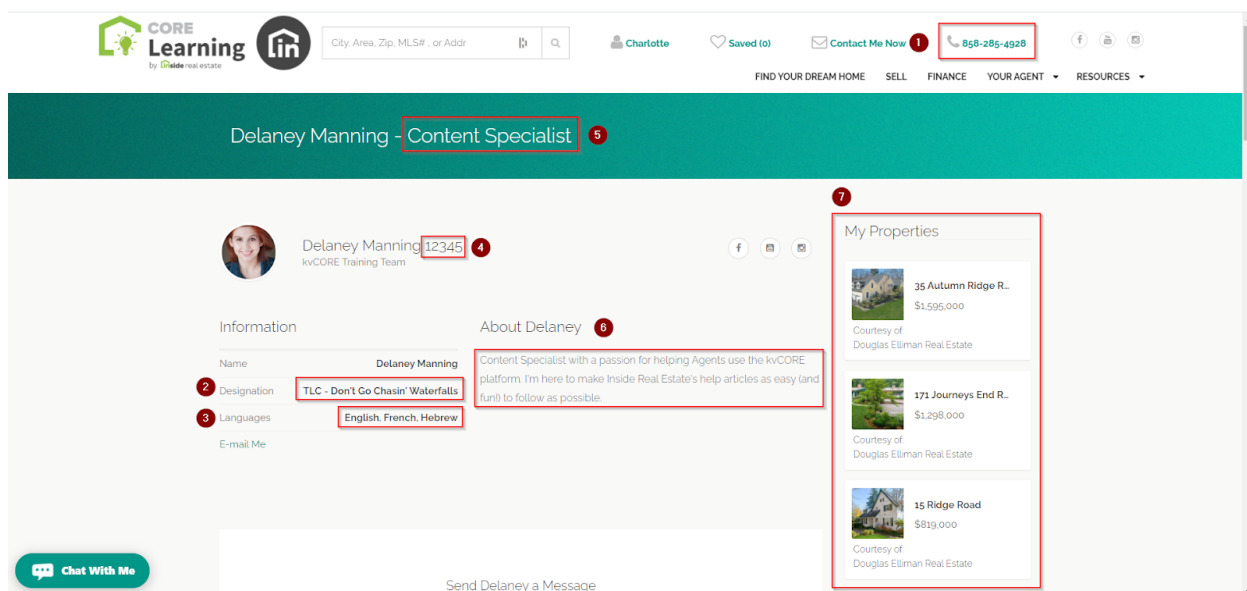 CORE
Learning
by inside real estate
in
City, Area, Zip, MLS# , or Addr
Charlotte
Saved (0)
Contact Me Now
1
858-285-4928
FIND YOUR DREAM HOME
SELL
FINANCE
YOUR AGENT
RESOURCES
Delaney Manning - Content Specialist
5
7
Delaney Manning 12345
4
kvCORE Training Team
My Properties
35 Autumn Ridge R...
$1,595,000
Courtesy of:
Douglas Elliman Real Estate
171 Journeys End R...
$1,298,000
Courtesy of:
Douglas Elliman Real Estate
15 Ridge Road
$819,000
Courtesy of:
Douglas Elliman Real Estate
Information
Name
Delaney Manning
2
Designation
TLC - Don't Go Chasin' Waterfalls
3
Languages
English, French, Hebrew
E-mail Me
About Delaney
6
Content Specialist with a passion for helping Agents use the kvCORE
platform. I'm here to make Inside Real Estate's help articles as easy (and
fun!) to follow as possible.
Send Delaney a Message
Chat With Me